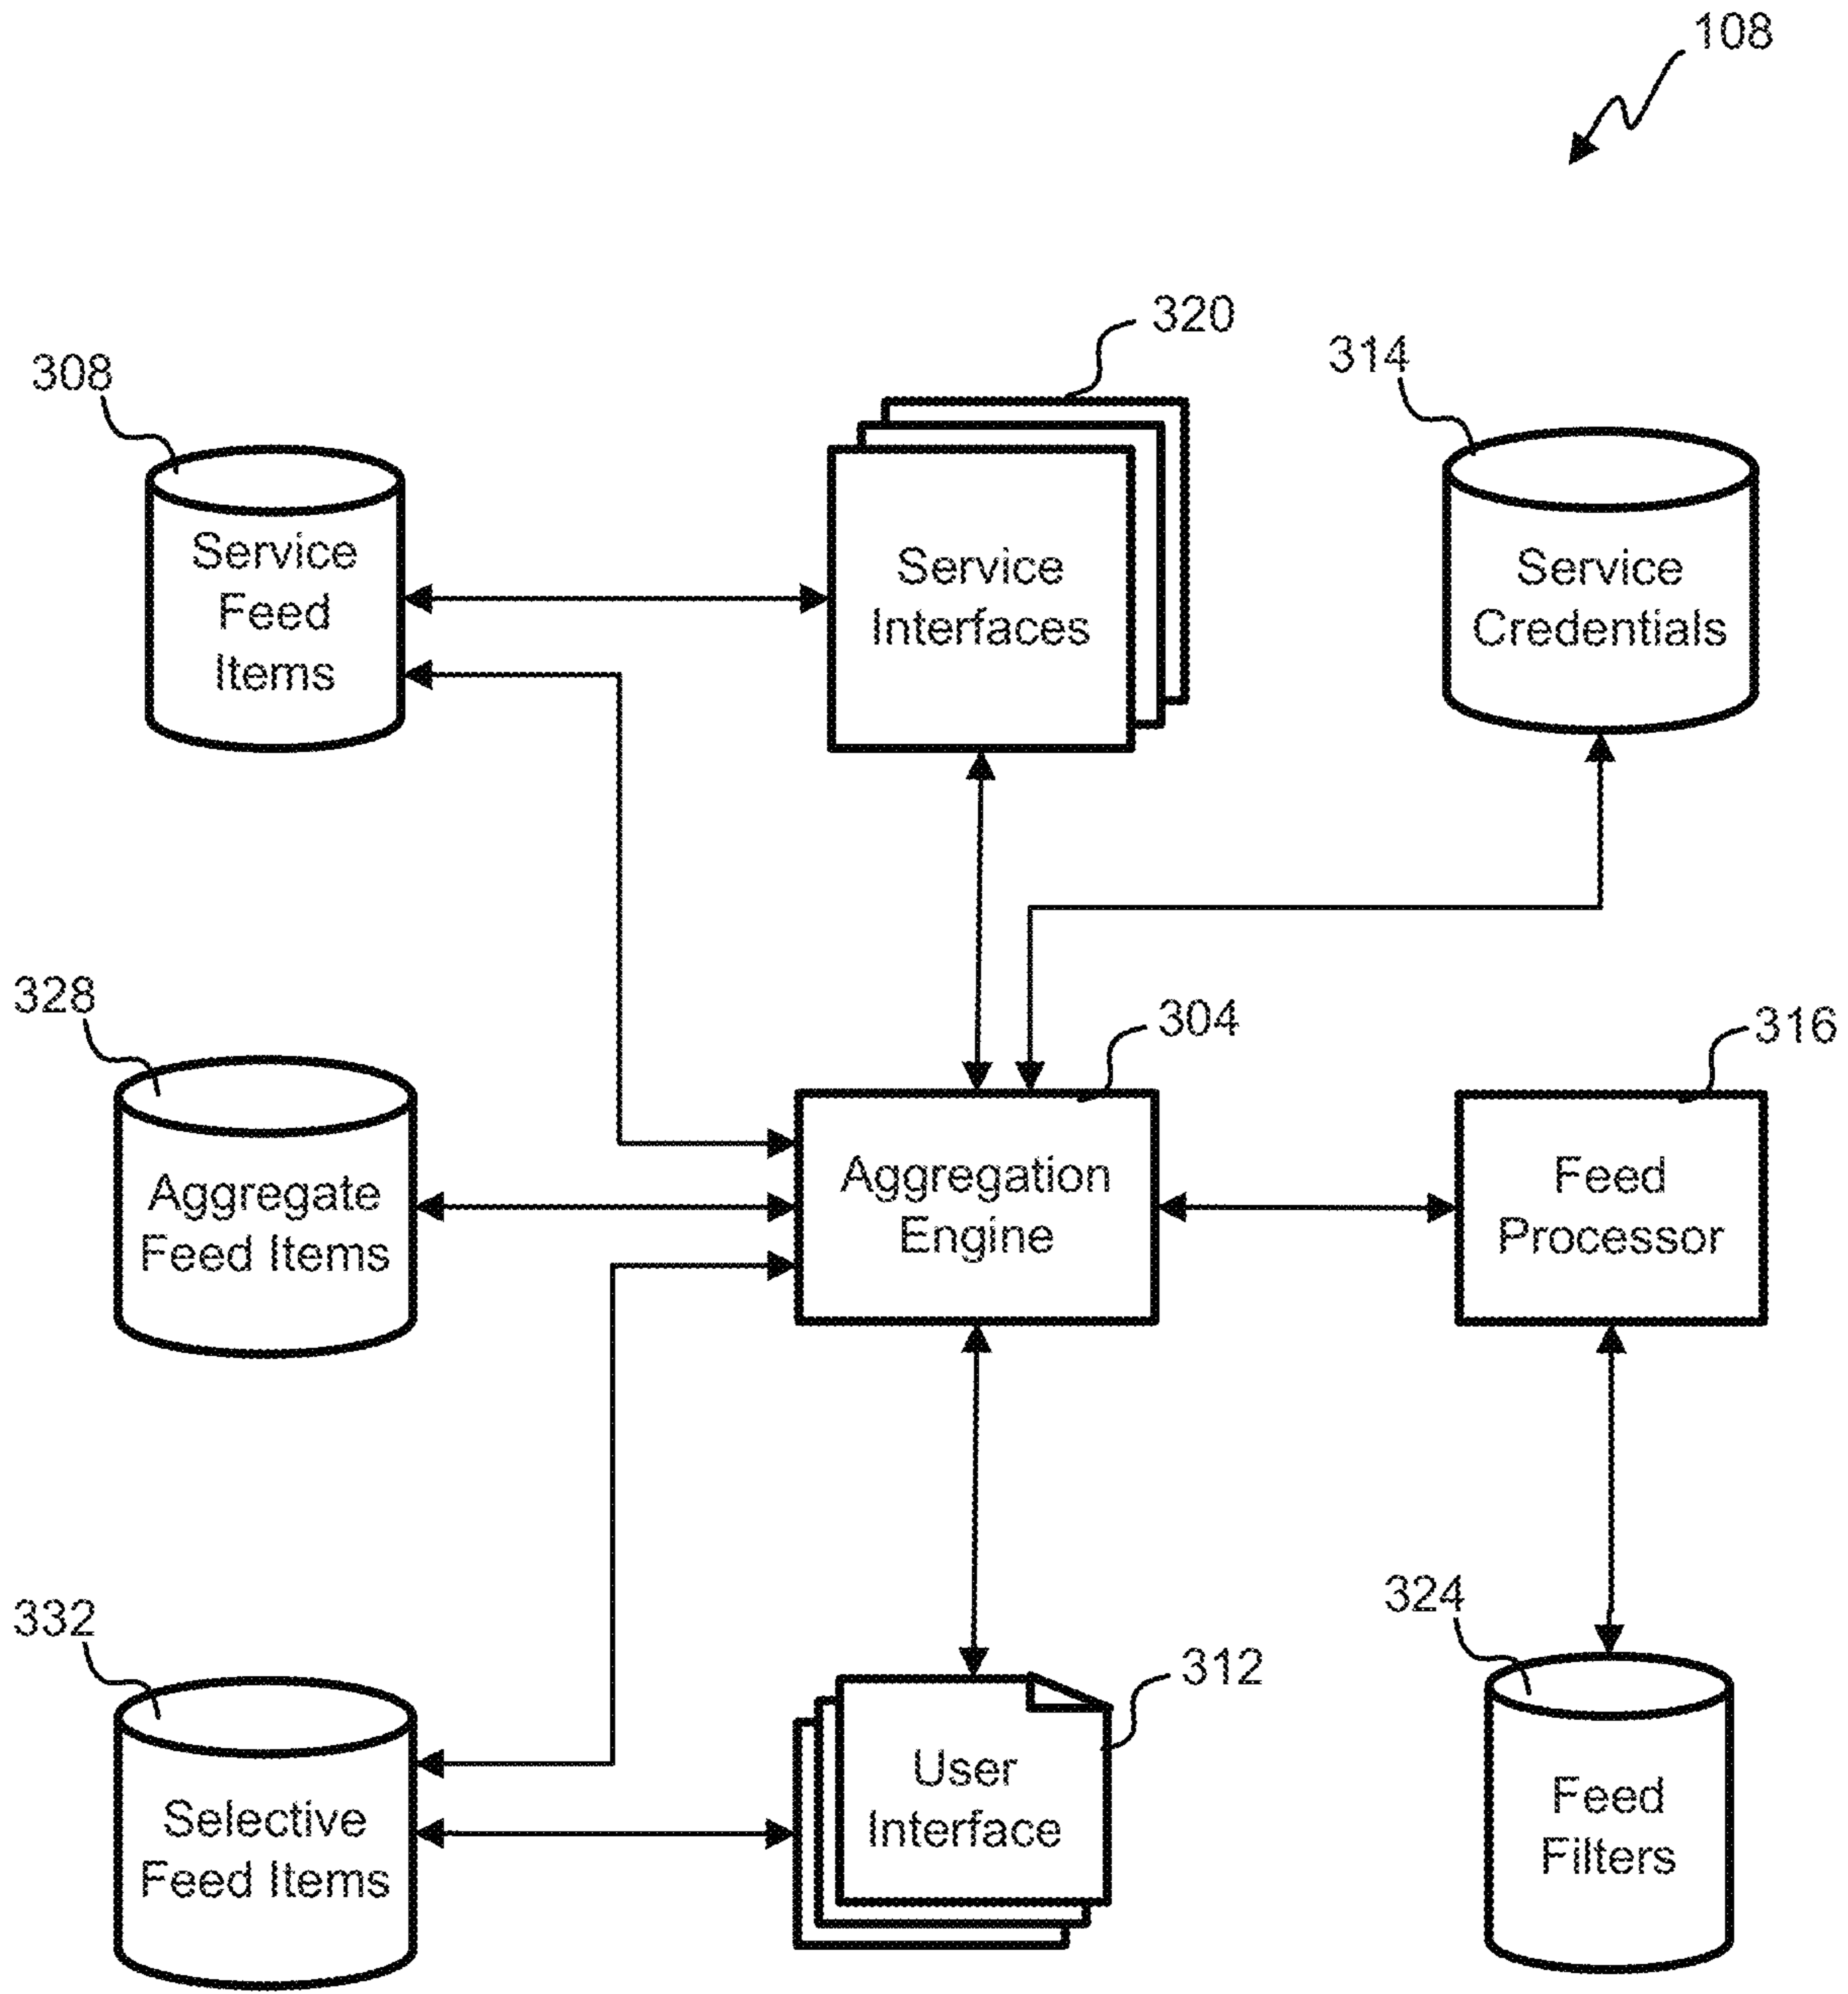 108
320
314
308
Service
Feed
Items
Service
Interfaces
Service
Credentials
328
304
316
Aggregate
Feed Items
Aggregation
Engine
Feed
Processor
332
324
312
Selective
Feed Items
User
Interface
Feed
Filters